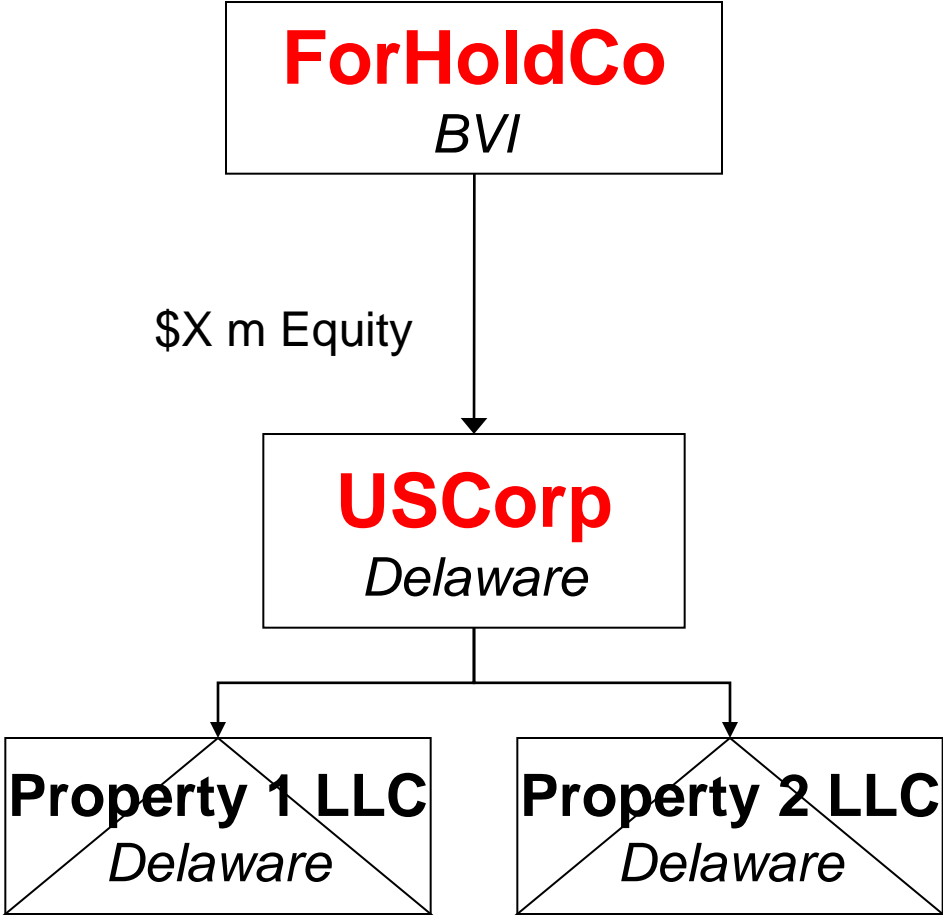 ForHoldCo
BVI
$X m Equity
USCorp
Delaware
Property 1 LLC
Delaware
Property 2 LLC
Delaware